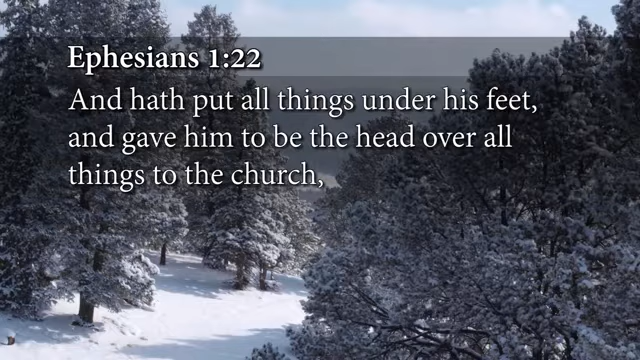 Ephesians 1:22
And hath put all things under his feet,
and gave him to be the head over all
things to the church,